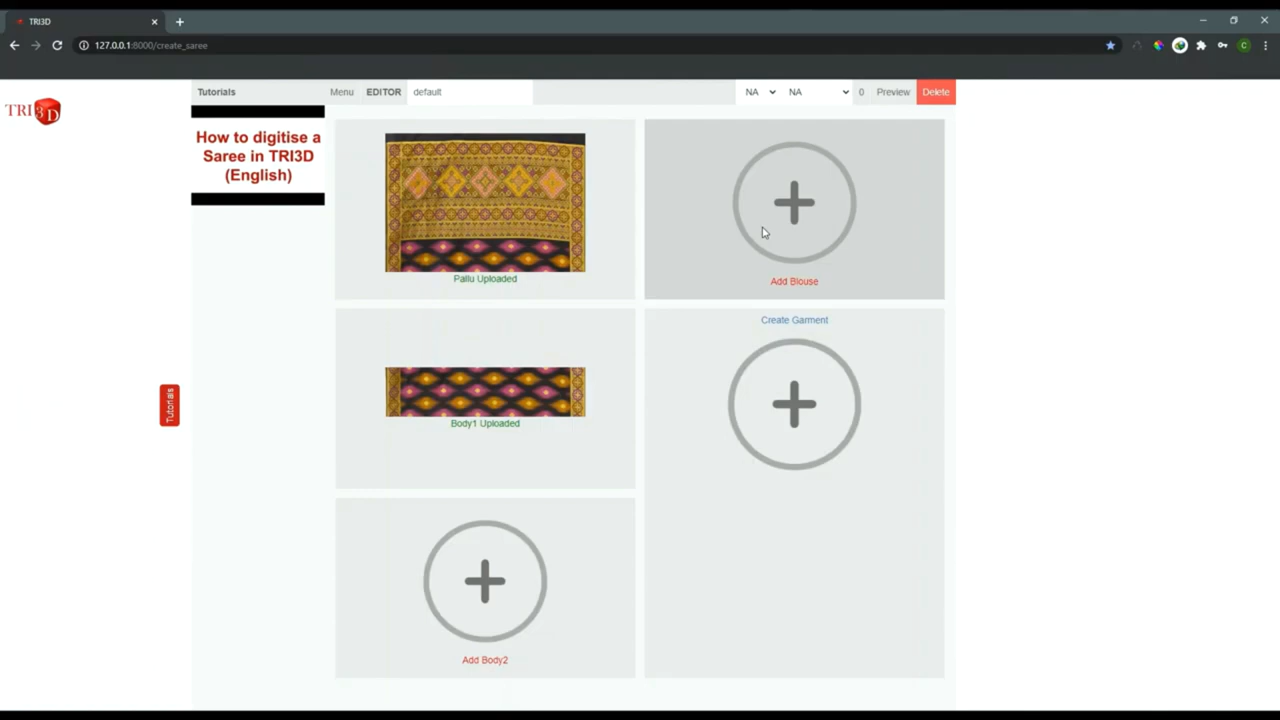 TRI3D
127.0.0.1:8000/create_saree
C
TRI3D
Tutorials
Menu
EDITOR
default
NA
NA
0
Preview
Delete
How to digitise a
Saree in TRI3D
(English)
Pallu Uploaded
Add Blouse
Create Garment
Body1 Uploaded
Tutorials
Add Body2